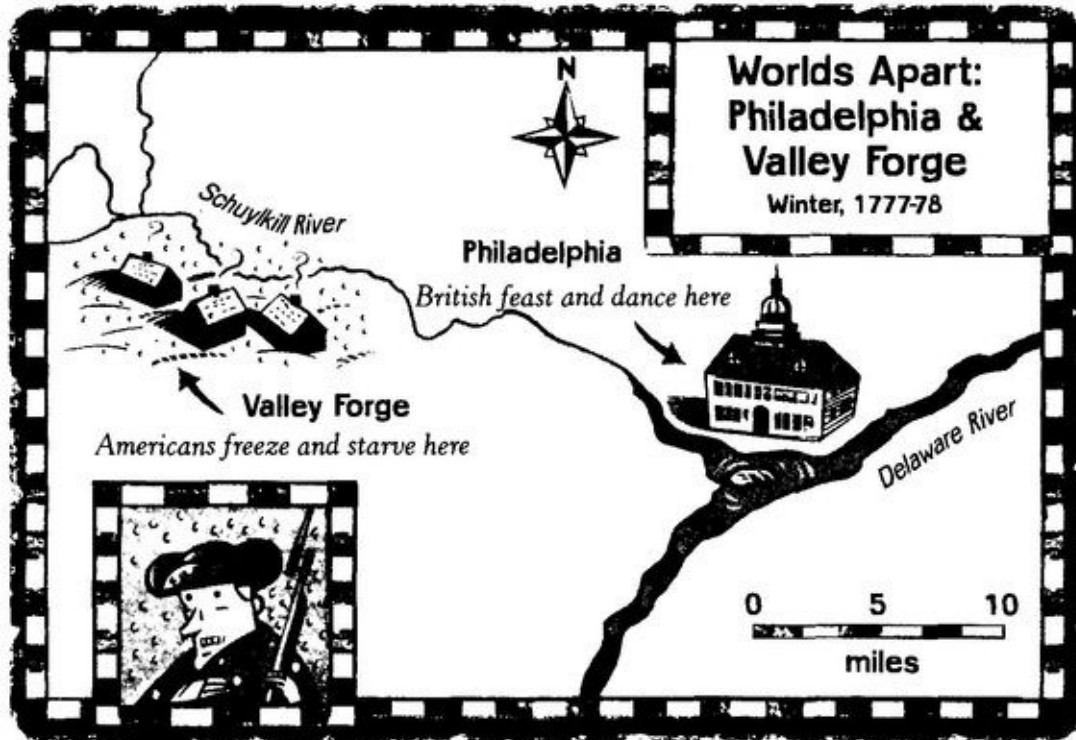 N
Worlds Apart:
Philadelphia &
Valley Forge
Winter, 1777-78
Schuylkill River
Philadelphia
British feast and dance here
Valley Forge
Americans freeze and starve here
Delaware River
0 5 10
miles